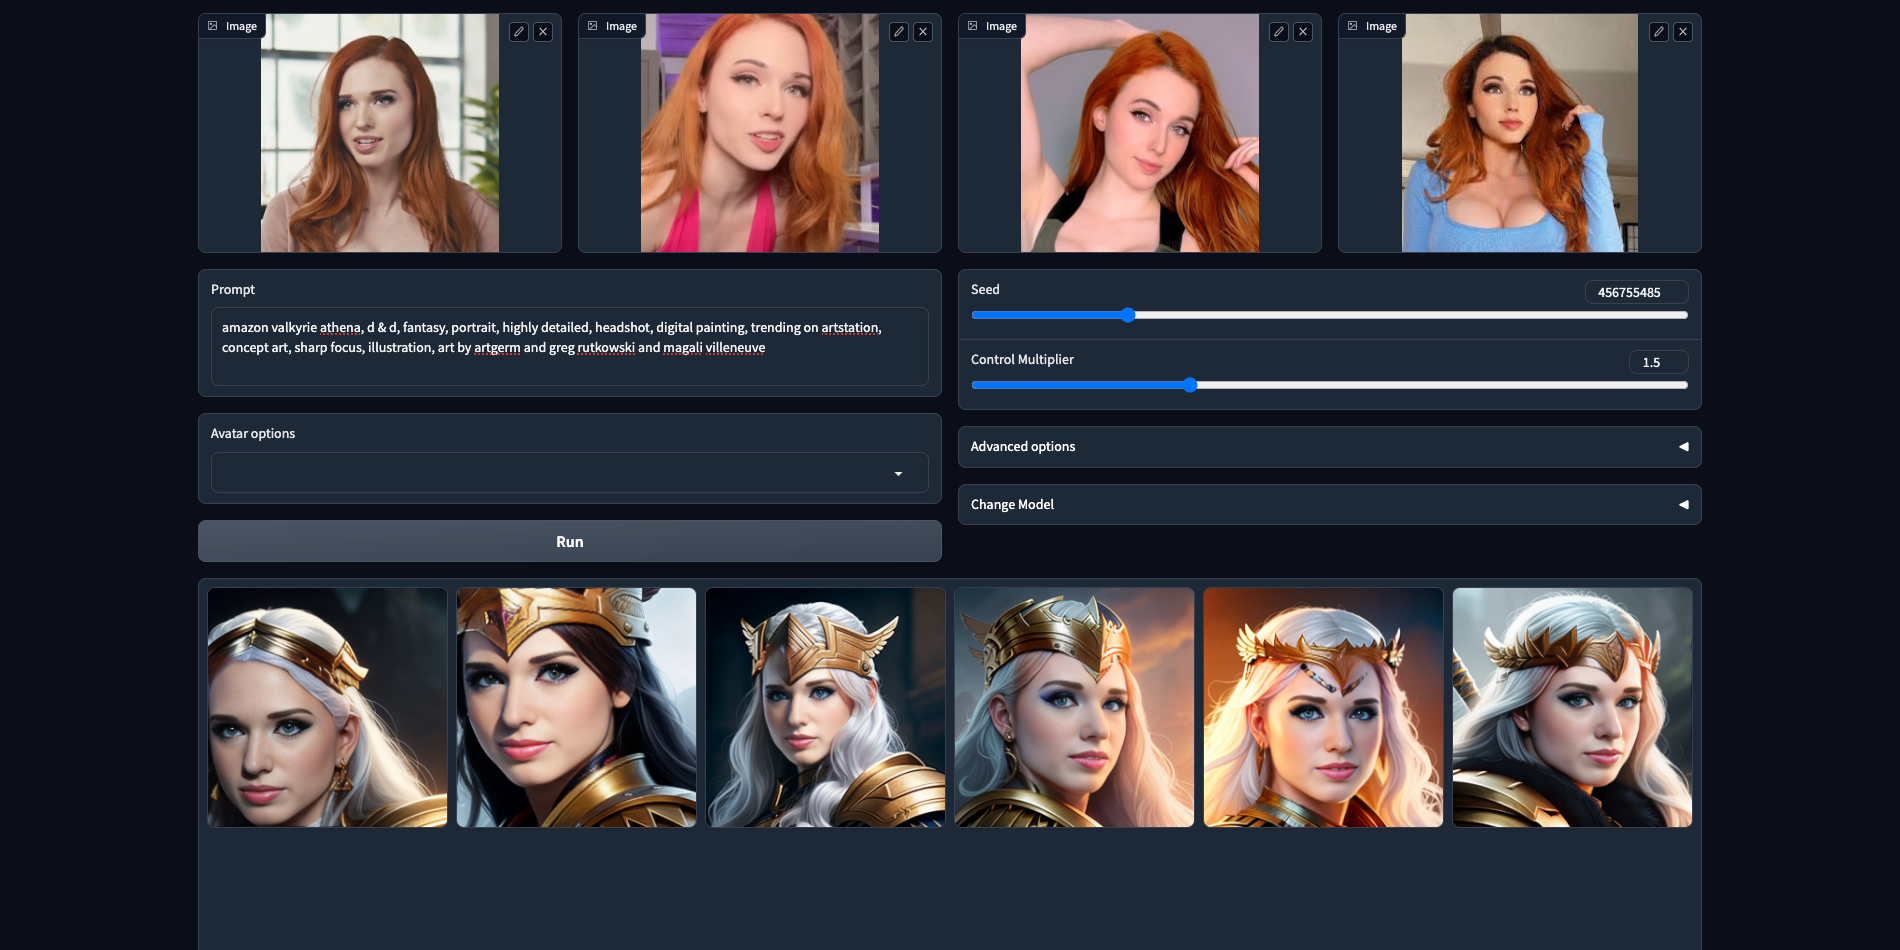 Image
Image
Image
Image
Prompt
amazon valkyrie athena, d & d, fantasy, portrait, highly detailed, headshot, digital painting, trending on artstation,
concept art, sharp focus, illustration, art by artgerm and greg rutkowski and magali villeneuve
Seed
456755485
Control Multiplier
1.5
Avatar options
Advanced options
Change Model
Run